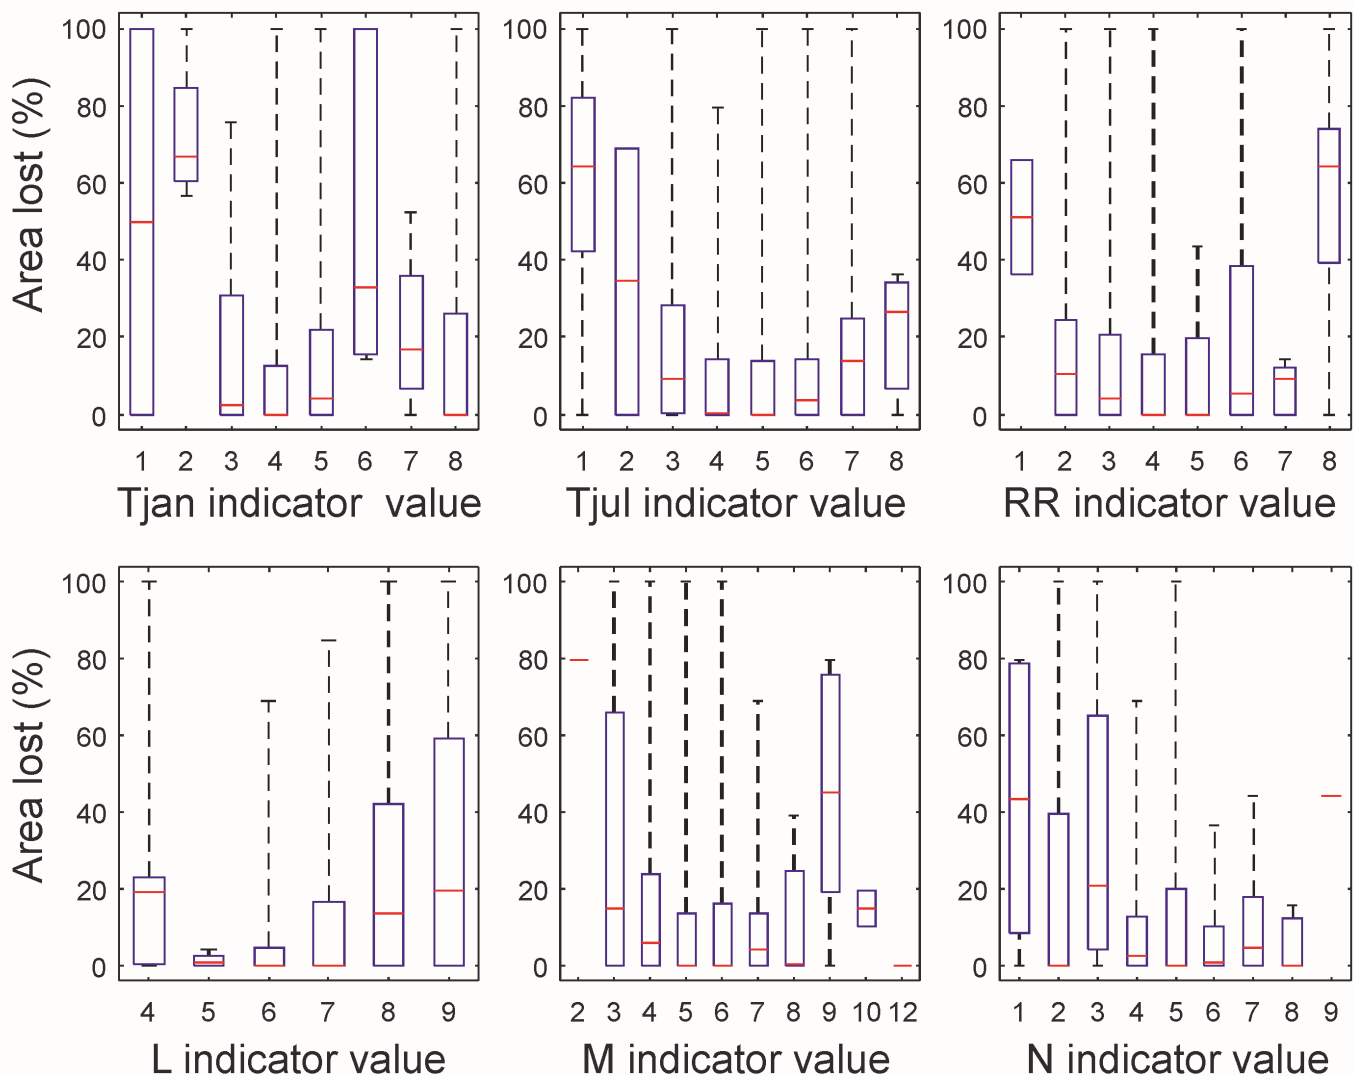 100
80
60
40
20
0
Area lost (%)
1 2 3 4 5 6 7 8
Tjan indicator value
100
80
60
40
20
0
1 2 3 4 5 6 7 8
Tjul indicator value
100
80
60
40
20
0
1 2 3 4 5 6 7 8
RR indicator value
100
80
60
40
20
0
Area lost (%)
4 5 6 7 8 9
L indicator value
100
80
60
40
20
0
2 3 4 5 6 7 8 9 10 12
M indicator value
100
80
60
40
20
0
1 2 3 4 5 6 7 8 9
N indicator value